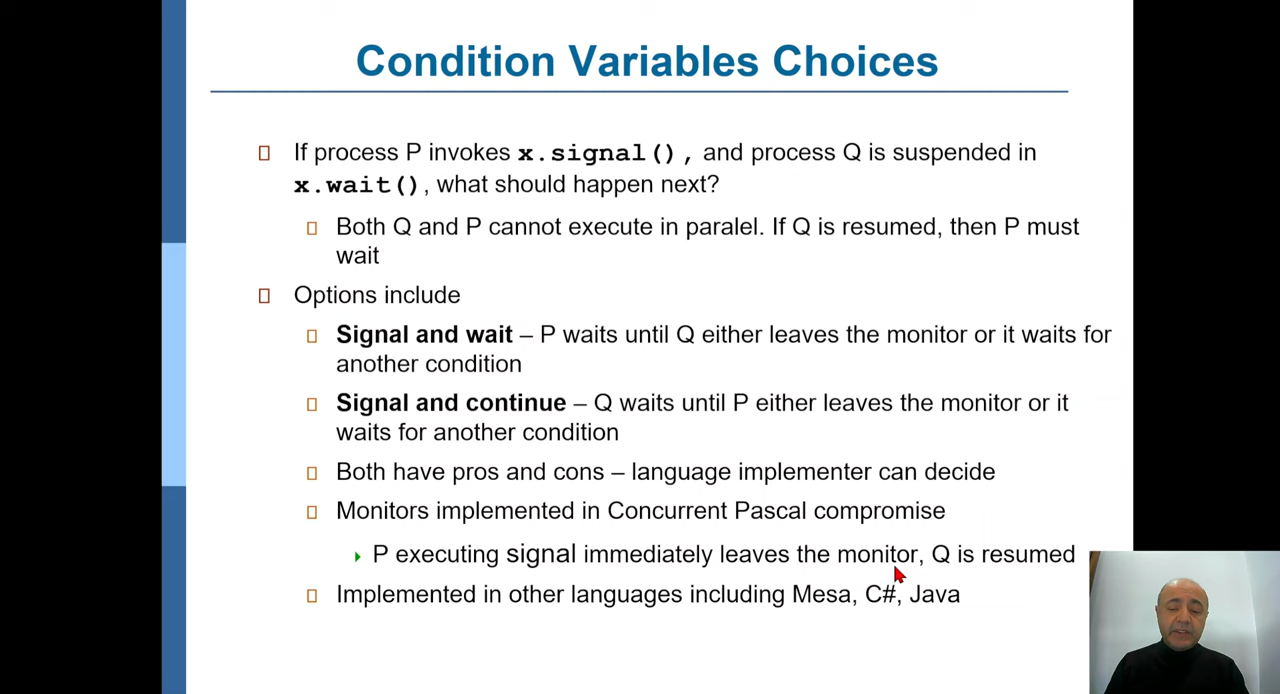 Condition Variables Choices
If process P invokes x.signal(), and process Q is suspended in
x.wait(), what should happen next?
Both Q and P cannot execute in paralel. If Q is resumed, then P must
wait
Options include
Signal and wait – P waits until Q either leaves the monitor or it waits for
another condition
Signal and continue – Q waits until P either leaves the monitor or it
waits for another condition
Both have pros and cons – language implementer can decide
Monitors implemented in Concurrent Pascal compromise
P executing signal immediately leaves the monitor, Q is resumed
Implemented in other languages including Mesa, C#, Java